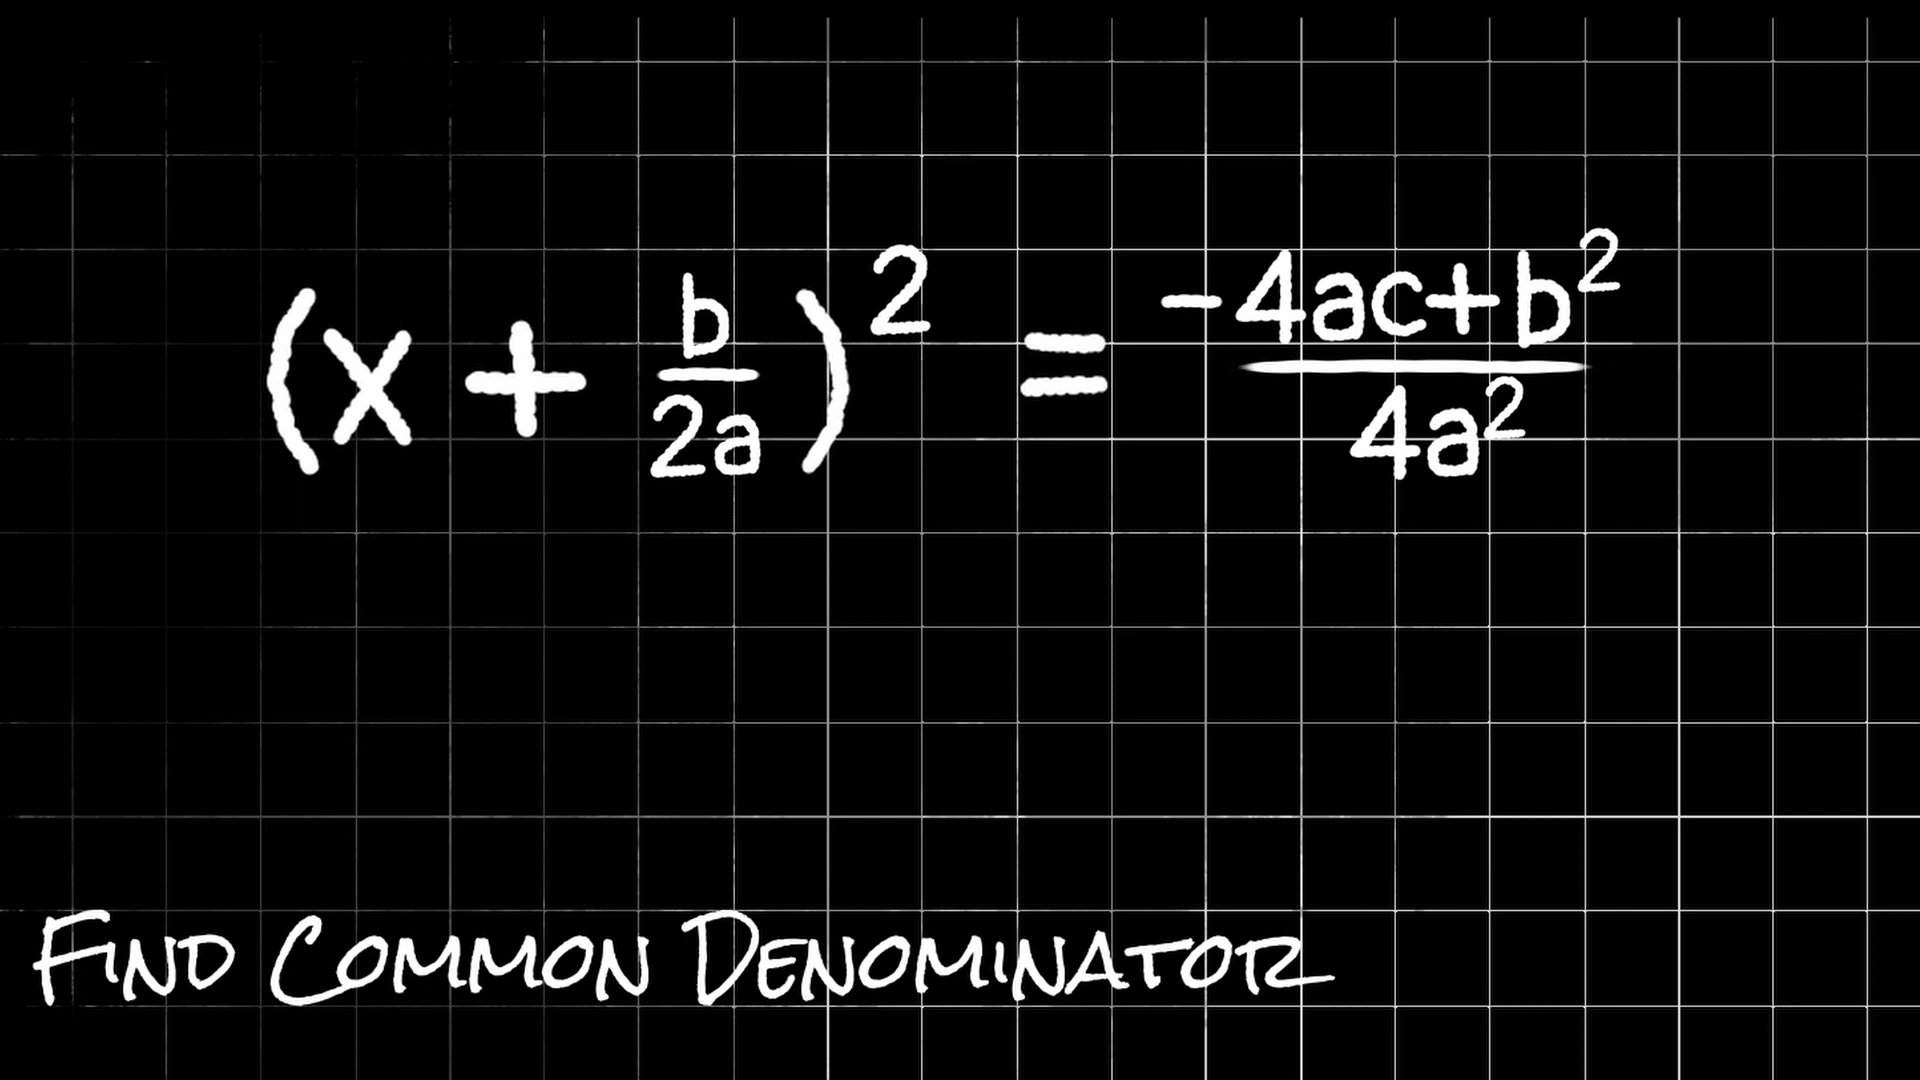 (x + b/2a)² = -4ac+b²/4a²
FIND COMMON DENOMINATOR